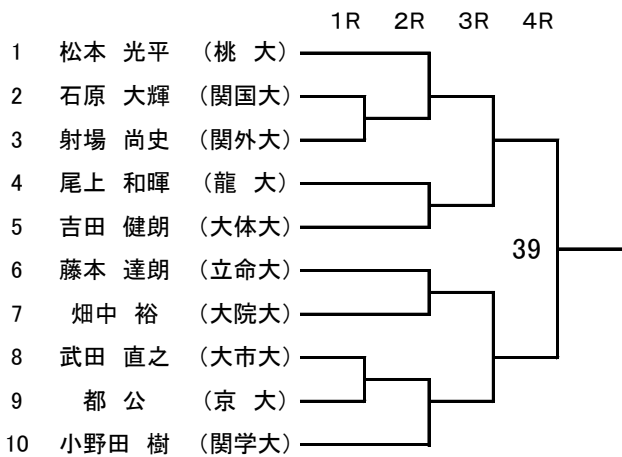 1R 2R 3R 4R
1 松本 光平 (桃 大)
2 石原 大輝 (関国大)
3 射場 尚史 (関外大)
4 尾上 和暉 (龍 大)
5 吉田 健朗 (大体大)
39
6 藤本 達朗 (立命大)
7 畑中 裕 (大院大)
8 武田 直之 (大市大)
9 都 公 (京 大)
10 小野田 樹 (関学大)